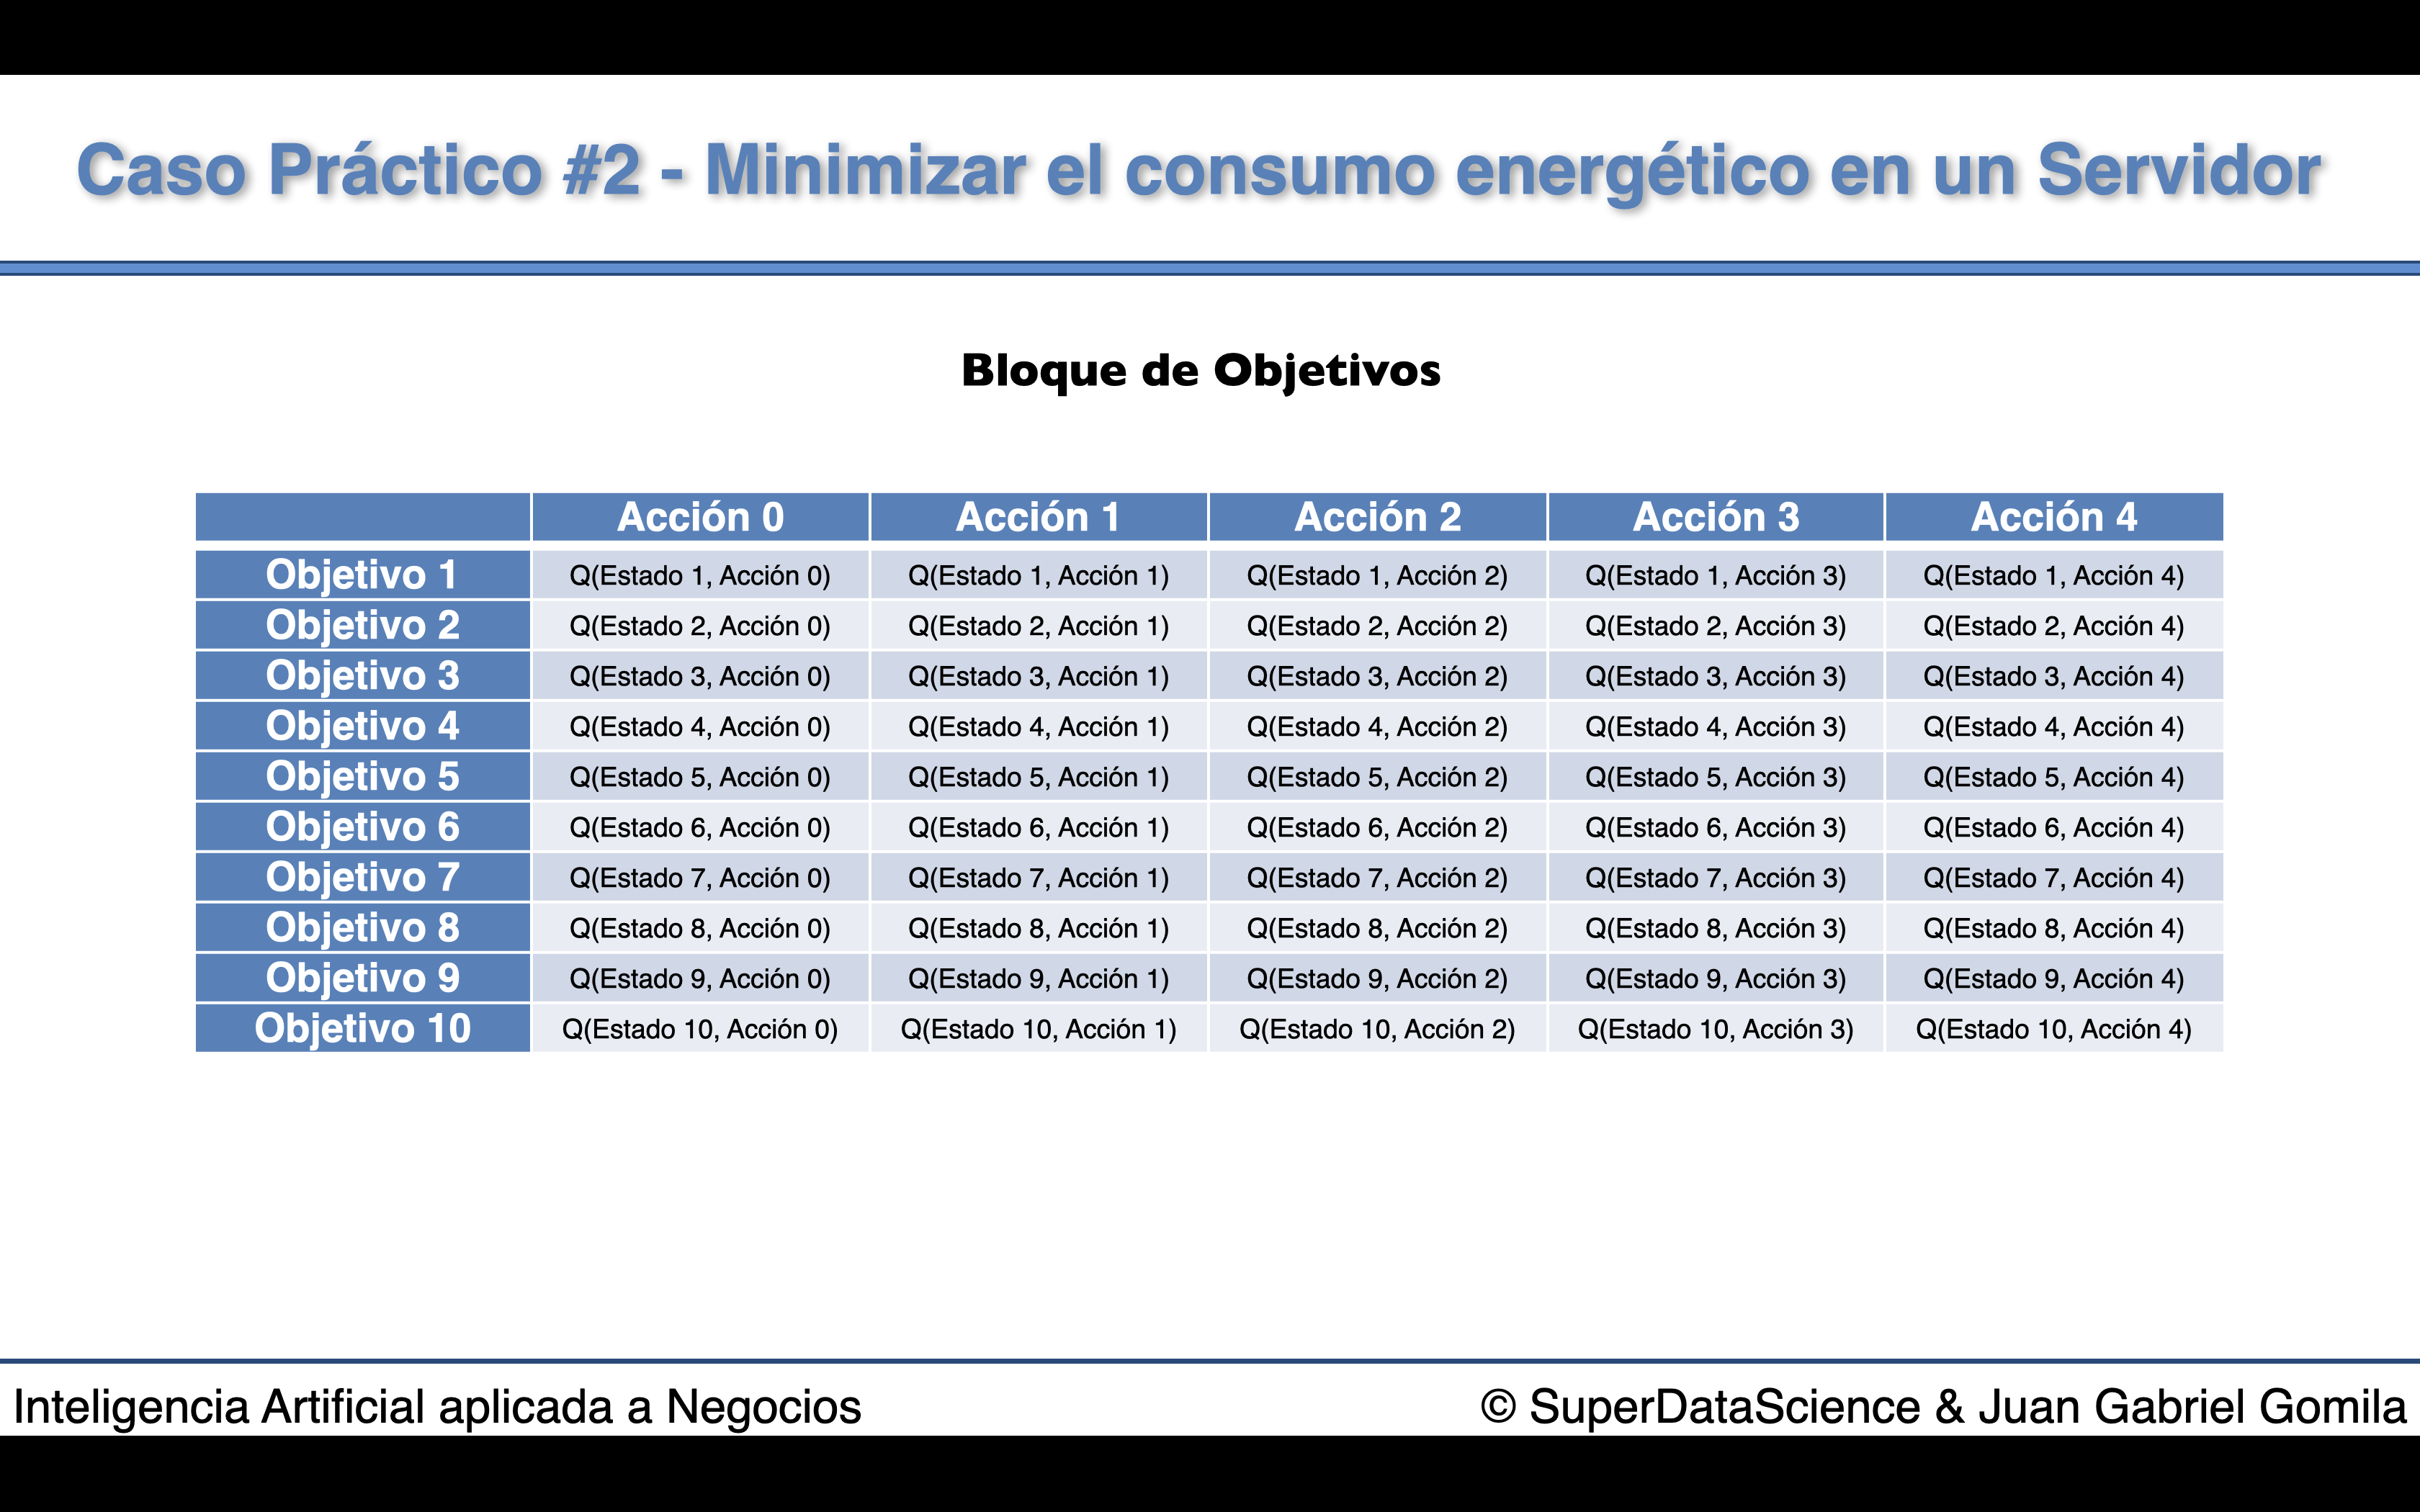 Caso Práctico #2 - Minimizar el consumo energético en un Servidor
Bloque de Objetivos
Acción 0 Acción 1 Acción 2 Acción 3 Acción 4
Objetivo 1 Q(Estado 1, Acción 0) Q(Estado 1, Acción 1) Q(Estado 1, Acción 2) Q(Estado 1, Acción 3) Q(Estado 1, Acción 4)
Objetivo 2 Q(Estado 2, Acción 0) Q(Estado 2, Acción 1) Q(Estado 2, Acción 2) Q(Estado 2, Acción 3) Q(Estado 2, Acción 4)
Objetivo 3 Q(Estado 3, Acción 0) Q(Estado 3, Acción 1) Q(Estado 3, Acción 2) Q(Estado 3, Acción 3) Q(Estado 3, Acción 4)
Objetivo 4 Q(Estado 4, Acción 0) Q(Estado 4, Acción 1) Q(Estado 4, Acción 2) Q(Estado 4, Acción 3) Q(Estado 4, Acción 4)
Objetivo 5 Q(Estado 5, Acción 0) Q(Estado 5, Acción 1) Q(Estado 5, Acción 2) Q(Estado 5, Acción 3) Q(Estado 5, Acción 4)
Objetivo 6 Q(Estado 6, Acción 0) Q(Estado 6, Acción 1) Q(Estado 6, Acción 2) Q(Estado 6, Acción 3) Q(Estado 6, Acción 4)
Objetivo 7 Q(Estado 7, Acción 0) Q(Estado 7, Acción 1) Q(Estado 7, Acción 2) Q(Estado 7, Acción 3) Q(Estado 7, Acción 4)
Objetivo 8 Q(Estado 8, Acción 0) Q(Estado 8, Acción 1) Q(Estado 8, Acción 2) Q(Estado 8, Acción 3) Q(Estado 8, Acción 4)
Objetivo 9 Q(Estado 9, Acción 0) Q(Estado 9, Acción 1) Q(Estado 9, Acción 2) Q(Estado 9, Acción 3) Q(Estado 9, Acción 4)
Objetivo 10 Q(Estado 10, Acción 0) Q(Estado 10, Acción 1) Q(Estado 10, Acción 2) Q(Estado 10, Acción 3) Q(Estado 10, Acción 4)
Inteligencia Artificial aplicada a Negocios
© SuperDataScience & Juan Gabriel Gomila